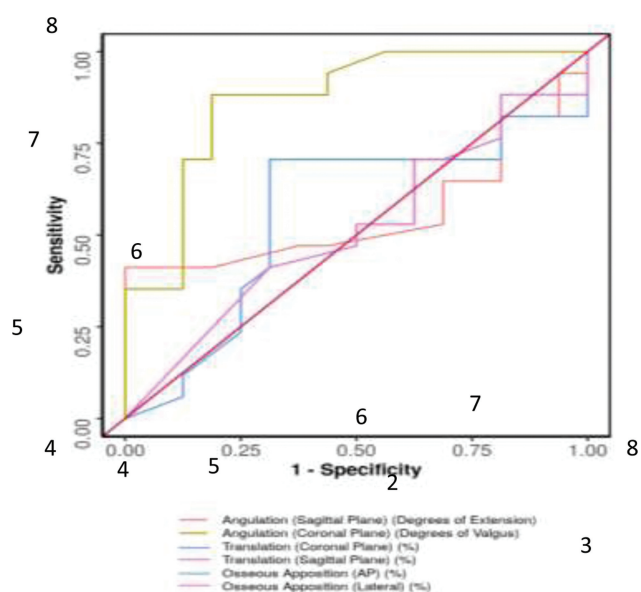 8
1.00
7
0.75
Sensitivity
6
0.50
5
0.25
0.00
6
7
4
0.00 0.25 0.50 0.75 1.00
8
4
5
1 - Specificity
2
Angulation (Sagittal Plane) (Degrees of Extension)
Angulation (Coronal Plane) (Degrees of Valgus)
Translation (Coronal Plane) (%)
3
Translation (Sagittal Plane) (%)
Osseous Apposition (AP) (%)
Osseous Apposition (Lateral) (%)